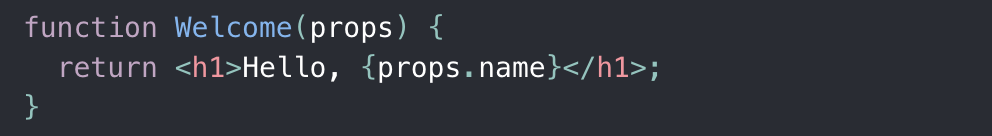 function Welcome(props) {
  return <h1>Hello, {props.name}</h1>;
}